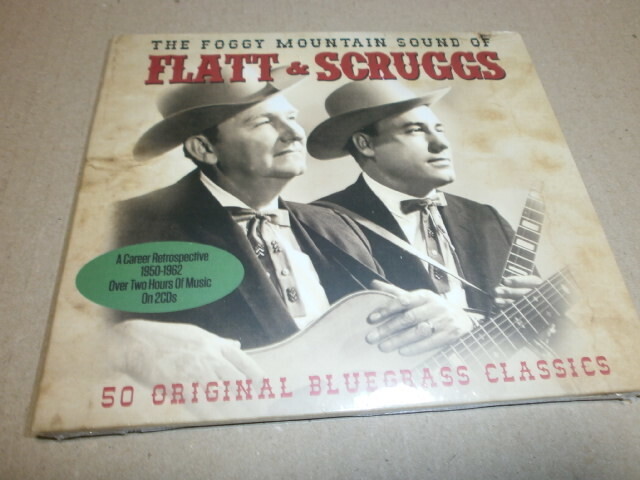 THE FOGGY MOUNTAIN SOUND OF
FLATT & SCRUGGS
A Career Retrospective
1950-1962
Over Two Hours Of Music
On 2CDs
50 ORIGINAL BLUEGRASS CLASSICS